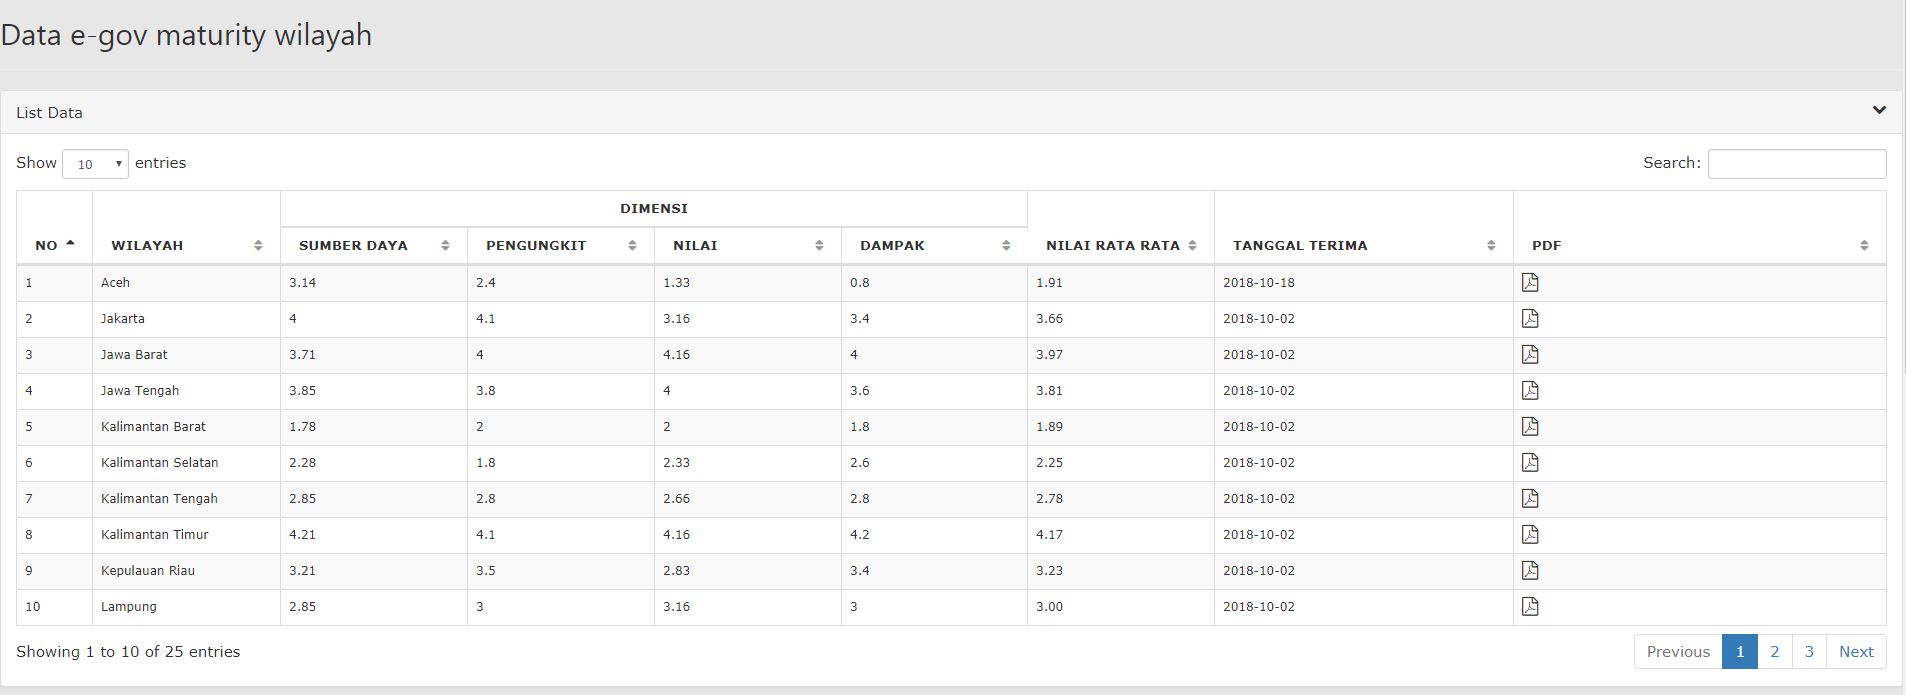 Data e-gov maturity wilayah
List Data
Show 10 entries Search:
DIMENSI
NO WILAYAH SUMBER DAYA PENGUNGKIT NILAI DAMPAK NILAI RATA RATA TANGGAL TERIMA PDF
1 Aceh 3.14 2.4 1.33 0.8 1.91 2018-10-18
2 Jakarta 4 4.1 3.16 3.4 3.66 2018-10-02
3 Jawa Barat 3.71 4 4.16 4 3.97 2018-10-02
4 Jawa Tengah 3.85 3.8 4 3.6 3.81 2018-10-02
5 Kalimantan Barat 1.78 2 2 1.8 1.89 2018-10-02
6 Kalimantan Selatan 2.28 1.8 2.33 2.6 2.25 2018-10-02
7 Kalimantan Tengah 2.85 2.8 2.66 2.8 2.78 2018-10-02
8 Kalimantan Timur 4.21 4.1 4.16 4.2 4.17 2018-10-02
9 Kepulauan Riau 3.21 3.5 2.83 3.4 3.23 2018-10-02
10 Lampung 2.85 3 3.16 3 3.00 2018-10-02
Showing 1 to 10 of 25 entries Previous 1 2 3 Next